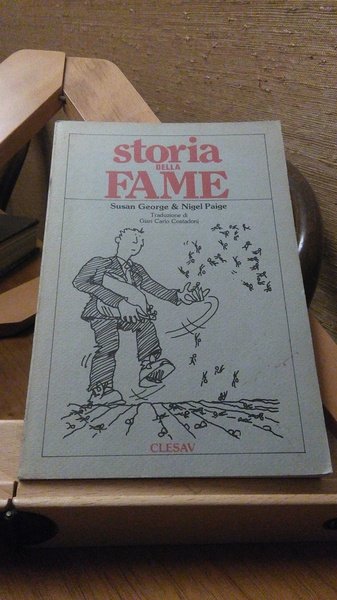 storia
DELLA
FAME
Susan George & Nigel Paige
Traduzione di
Gian Carlo Costadoni
CLESAV